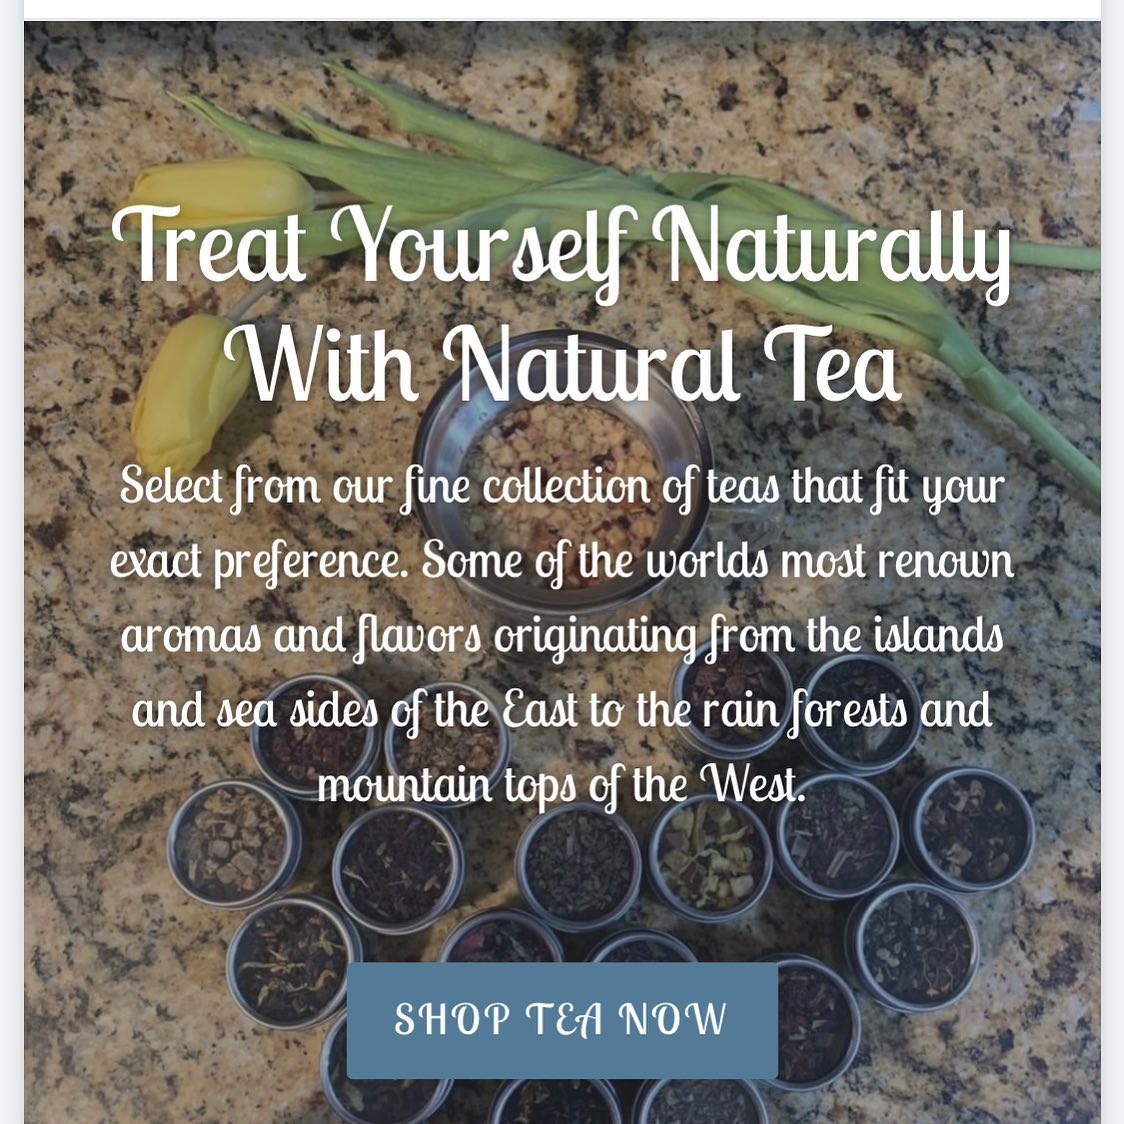 Treat Yourself Naturally
With Natural Tea
Select from our fine collection of teas that fit your
exact preference. Some of the worlds most renown
aromas and flavors originating from the islands
and sea sides of the East to the rain forests and
mountain tops of the West.
SHOP TEA NOW